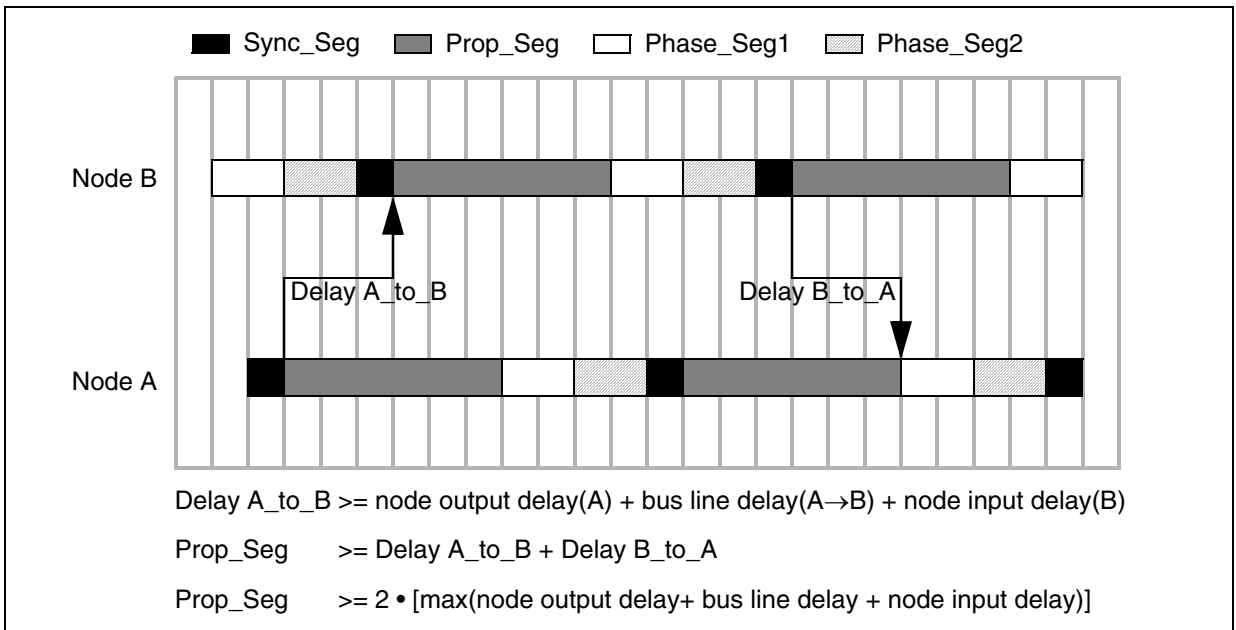 Sync_Seg Prop_Seg Phase_Seg1 Phase_Seg2
Node B
Delay A_to_B Delay B_to_A
Node A
Delay A_to_B >= node output delay(A) + bus line delay(A→B) + node input delay(B)
Prop_Seg >= Delay A_to_B + Delay B_to_A
Prop_Seg >= 2 • [max(node output delay+ bus line delay + node input delay)]